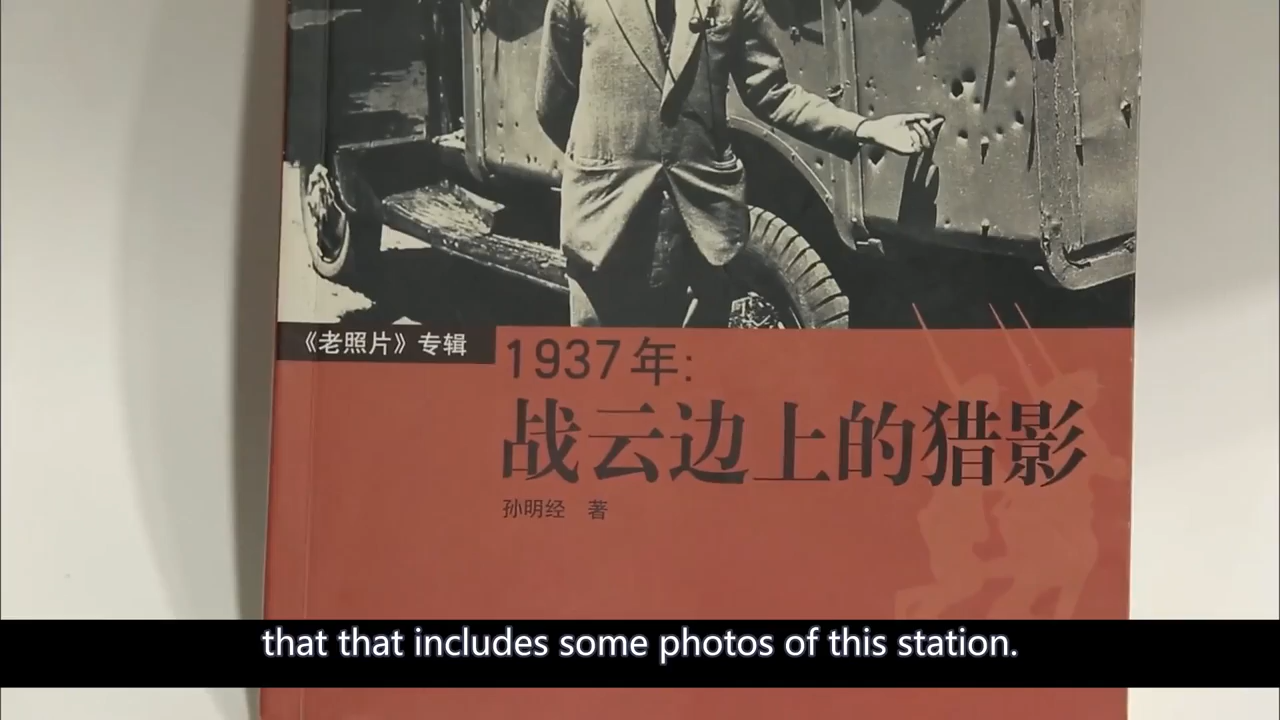 《老照片》专辑
1937年:
战云边上的猎影
孙明经 著
that that includes some photos of this station.